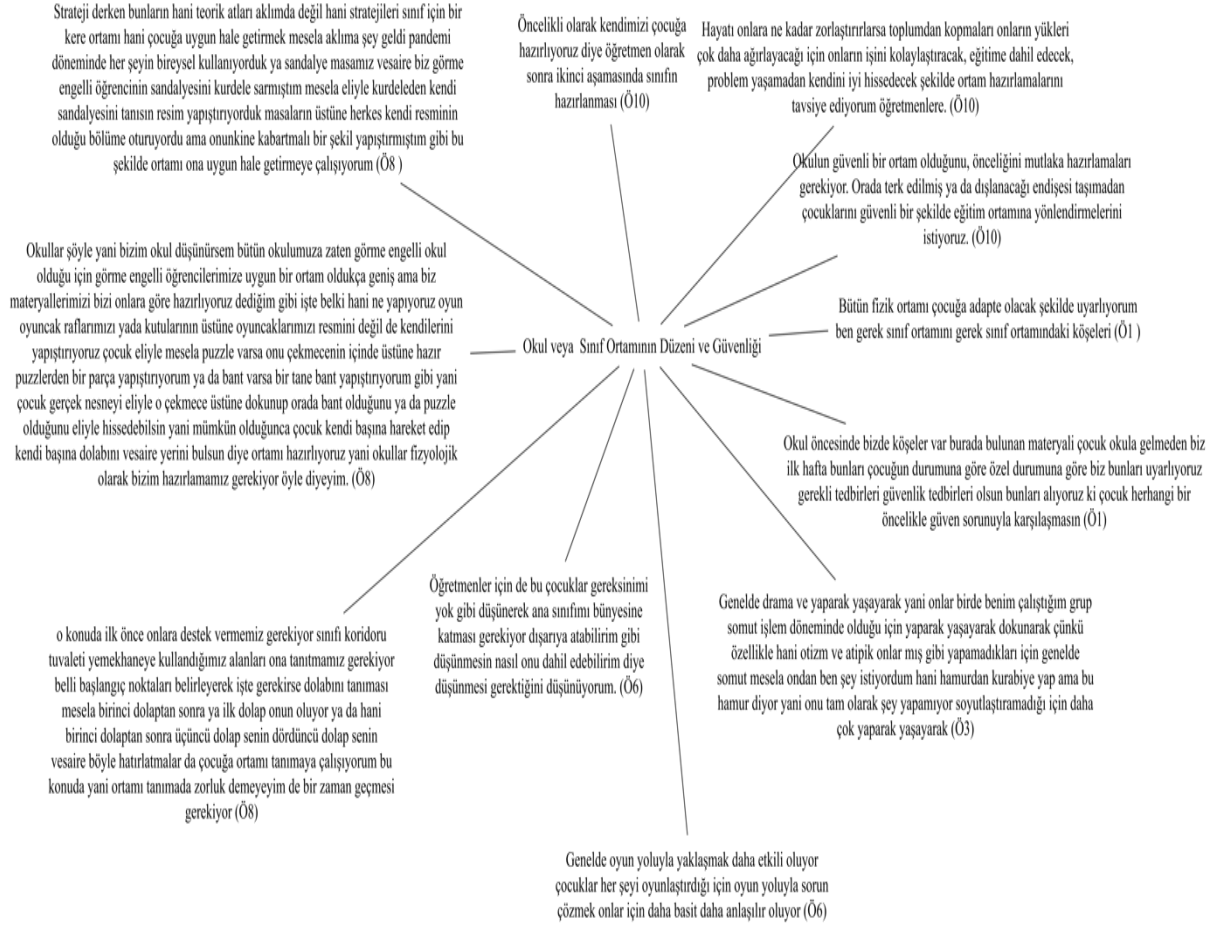 Strateji derken bunların hani teorik atları aklımda değil hani stratejileri sınıf için bir
kere ortamı hani çocuğa uygun hale getirmek mesela aklıma şey geldi pandemi
döneminde her şeyin bireysel kullanıyorduk ya sandalye masamız vesaire biz görme
engelli öğrencinin sandalyesini kurdele sarmıştım mesela eliyle kurdeleden kendi
sandalyesini tanısın resim yapıştırıyorduk masaların üstüne herkes kendi resminin
olduğu bölüme oturuyordu ama onunkine kabartmalı bir şekil yapıştırmıştım gibi bu
şekilde ortamı ona uygun hale getirmeye çalışıyorum (Ö8 )
Öncelikli olarak kendimizi çocuğa
hazırlıyoruz diye öğretmen olarak
sonra ikinci aşamasında sınıfın
hazırlanması (Ö10)
Hayatı onlara ne kadar zorlaştırırlarsa toplumdan kopmaları onların yükleri
çok daha ağırlayacağı için onların işini kolaylaştıracak, eğitime dahil edecek,
problem yaşamadan kendini iyi hissedecek şekilde ortam hazırlamalarını
tavsiye ediyorum öğretmenlere. (Ö10)
Okulun güvenli bir ortam olduğunu, önceliğini mutlaka hazırlamaları
gerekiyor. Orada terk edilmiş ya da dışlanacağı endişesi taşımadan
çocuklarını güvenli bir şekilde eğitim ortamına yönlendirmelerini
istiyoruz. (Ö10)
Okullar şöyle yani bizim okul düşünürsem bütün okulumuza zaten görme engelli okul
olduğu için görme engelli öğrencilerimize uygun bir ortam oldukça geniş ama biz
materyallerimizi bizi onlara göre hazırlıyoruz dediğim gibi işte belki hani ne yapıyoruz oyun
oyuncak raflarımızı yada kutularının üstüne oyuncaklarımızı resmini değil de kendilerini
yapıştırıyoruz çocuk eliyle mesela puzzle varsa onu çekmecenin içinde üstüne hazır
puzzlerden bir parça yapıştırıyorum ya da bant varsa bir tane bant yapıştırıyorum gibi yani
çocuk gerçek nesneyi eliyle o çekmece üstüne dokunup orada bant olduğunu ya da puzzle
olduğunu eliyle hissedebilsin yani mümkün olduğunca çocuk kendi başına hareket edip
kendi başına dolabını vesaire yerini bulsun diye ortamı hazırlıyoruz yani okullar fizyolojik
olarak bizim hazırlamamız gerekiyor öyle diyeyim. (Ö8)
Okul veya Sınıf Ortamının Düzeni ve Güvenliği
Bütün fizik ortamı çocuğa adapte olacak şekilde uyarlıyorum
ben gerek sınıf ortamını gerek sınıf ortamındaki köşeleri (Ö1 )
Okul öncesinde bizde köşeler var burada bulunan materyali çocuk okula gelmeden biz
ilk hafta bunları çocuğun durumuna göre özel durumuna göre biz bunları uyarlıyoruz
gerekli tedbirleri güvenlik tedbirleri olsun bunları alıyoruz ki çocuk herhangi bir
öncelikle güven sorunuyla karşılaşmasın (Ö1)
o konuda ilk önce onlara destek vermemiz gerekiyor sınıfı koridoru
tuvaleti yemekhaneye kullandığımız alanları ona tanıtmamız gerekiyor
belli başlangıç noktaları belirleyerek işte gerekirse dolabını tanıması
mesela birinci dolaptan sonra ya ilk dolap onun oluyor ya da hani
birinci dolaptan sonra üçüncü dolap senin dördüncü dolap senin
vesaire böyle hatırlatmalar da çocuğa ortamı tanımaya çalışıyorum bu
konuda yani ortamı tanımada zorluk demeyeyim de bir zaman geçmesi
gerekiyor (Ö8)
Öğretmenler için de bu çocuklar gereksinimi
yok gibi düşünerek ana sınıfımı bünyesine
katması gerekiyor dışarıya atabilirim gibi
düşünmesin nasıl onu dahil edebilirim diye
düşünmesi gerektiğini düşünüyorum. (Ö6)
Genelde drama ve yaparak yaşayarak yani onlar birde benim çalıştığım grup
somut işlem döneminde olduğu için yaparak yaşayarak dokunarak çünkü
özellikle hani otizm ve atipik onlar mış gibi yapamadıkları için genelde
somut mesela ondan ben şey istiyordum hani hamurdan kurabiye yap ama bu
hamur diyor yani onu tam olarak şey yapamıyor soyutlaştıramadığı için daha
çok yaparak yaşayarak (Ö3)
Genelde oyun yoluyla yaklaşmak daha etkili oluyor
çocuklar her şeyi oyunlaştırdığı için oyun yoluyla sorun
çözmek onlar için daha basit daha anlaşılır oluyor (Ö6)